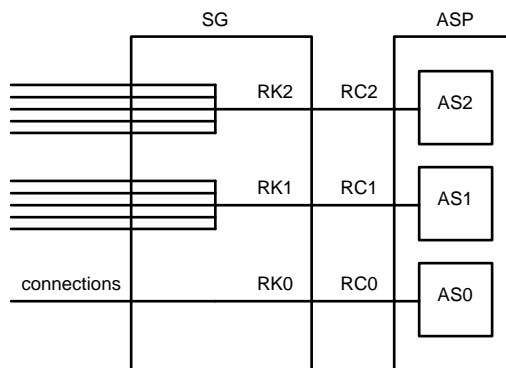 SG ASP
RK2 RC2 AS2
RK1 RC1 AS1
connections RK0 RC0 AS0